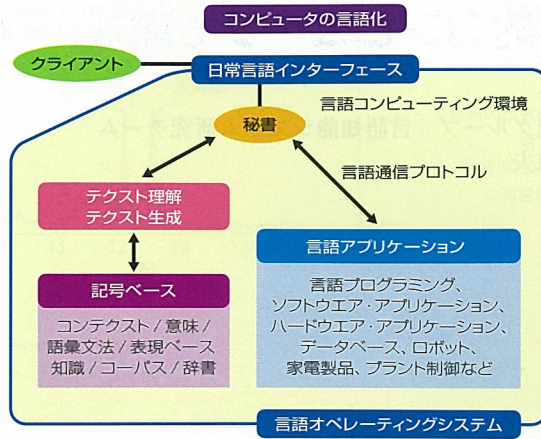 コンピュータの言語化
クライアント
日常言語インターフェース
言語コンピューティング環境
秘書
言語通信プロトコル
テクスト理解
テクスト生成
言語アプリケーション
言語プログラミング、
ソフトウエア・アプリケーション、
ハードウエア・アプリケーション、
データベース、ロボット、
家電製品、プラント制御など
記号ベース
コンテクスト / 意味 /
語彙文法 / 表現ベース
知識 / コーパス / 辞書
言語オペレーティングシステム